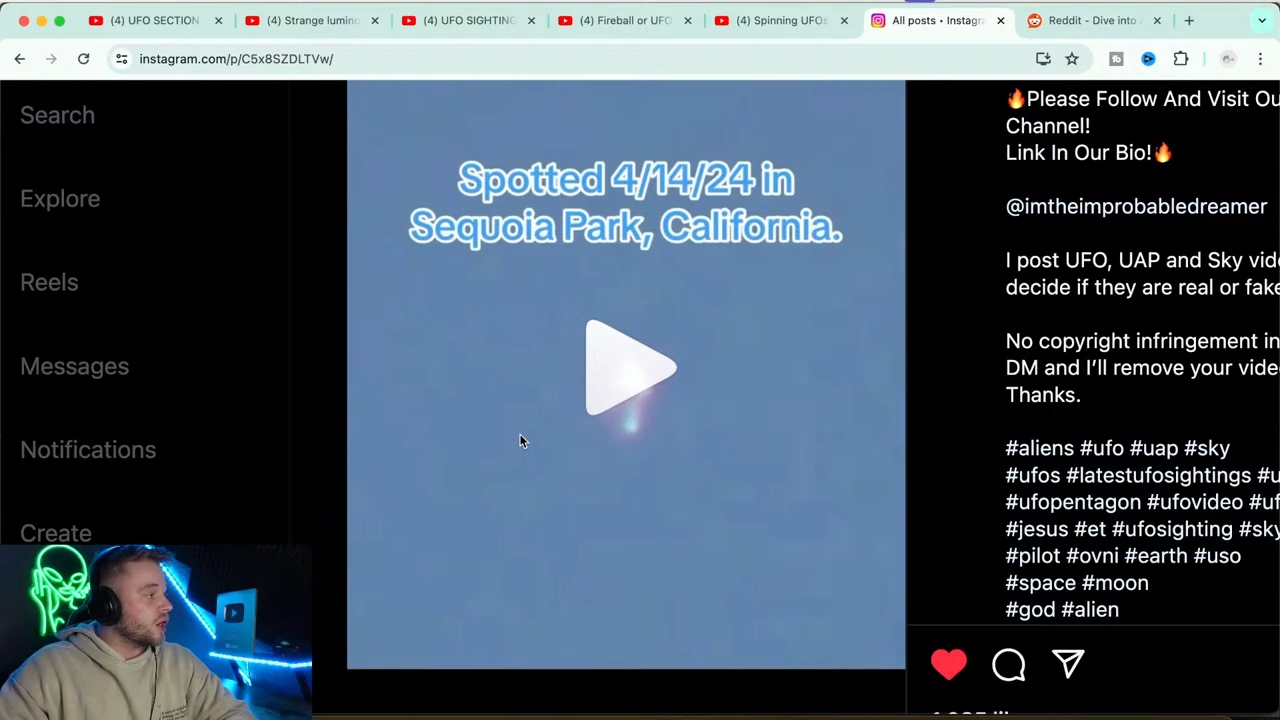 (4) UFO SECTION
(4) Strange lumin
(4) UFO SIGHTING
(4) Fireball or UFO
(4) Spinning UFOs
All posts • Instagra
Reddit - Dive into a
instagram.com/p/C5x8SZDLTVw/
Search
Explore
Reels
Messages
Notifications
Create
Spotted 4/14/24 in
Sequoia Park, California.
🔥Please Follow And Visit Ou
Channel!
Link In Our Bio!🔥
@imtheimprobabledreamer
I post UFO, UAP and Sky vid
decide if they are real or fake
No copyright infringement in
DM and I'll remove your vide
Thanks.
#aliens #ufo #uap #sky
#ufos #latestufosightings #u
#ufopentagon #ufovideo #uf
#jesus #et #ufosighting #sky
#pilot #ovni #earth #uso
#space #moon
#god #alien